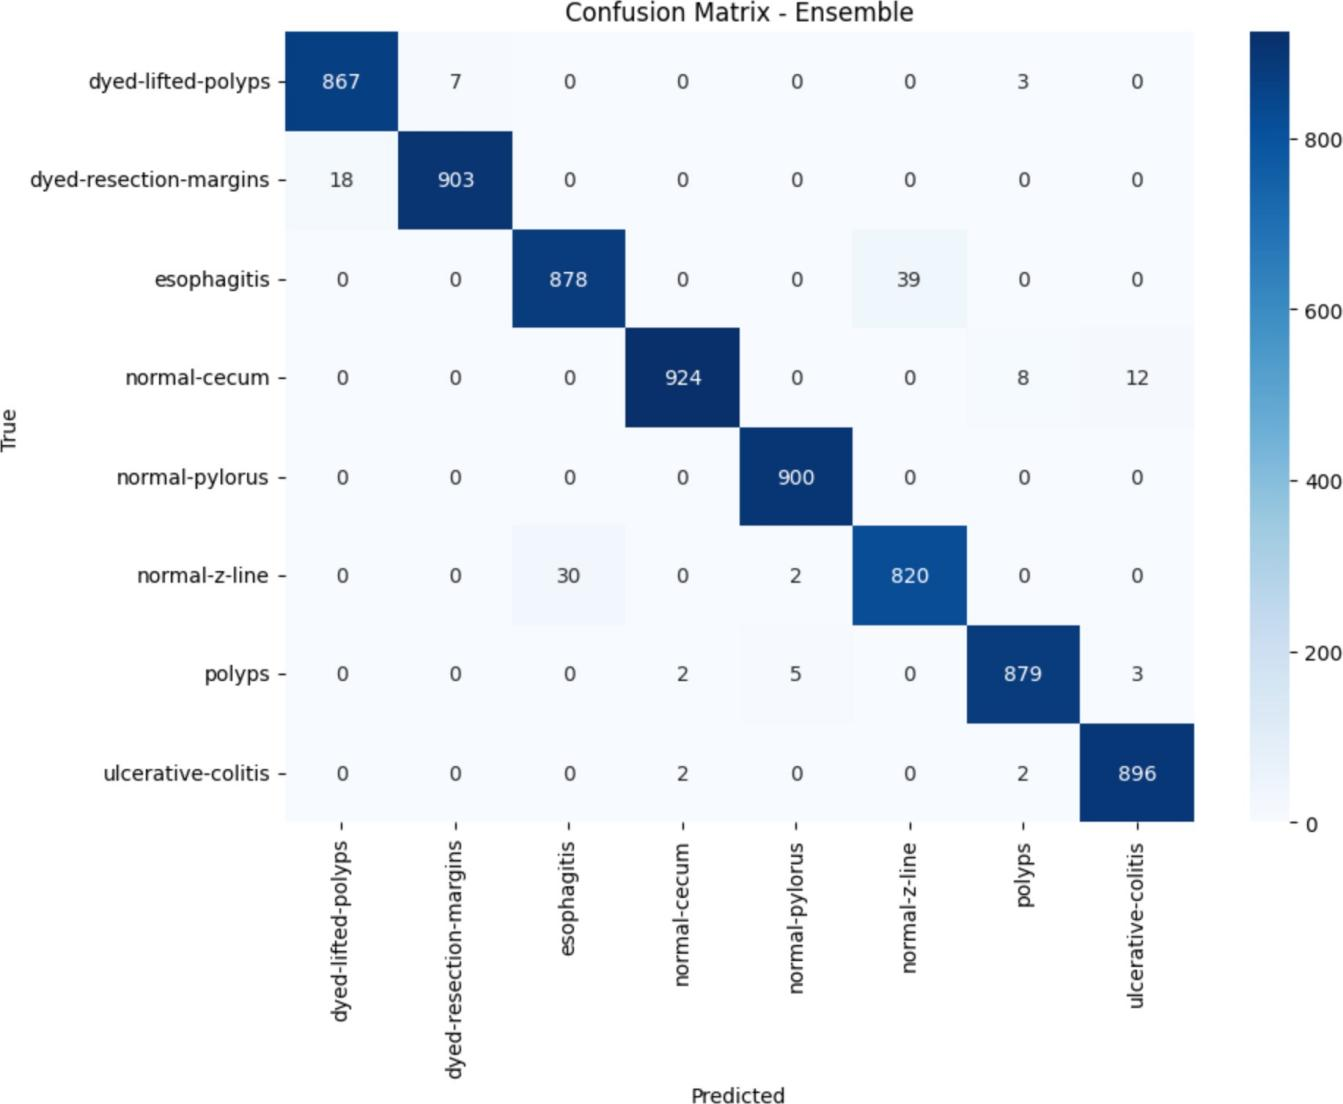 Confusion Matrix - Ensemble
dyed-lifted-polyps 867 7 0 0 0 0 3 0
dyed-resection-margins 18 903 0 0 0 0 0 0
esophagitis 0 0 878 0 0 39 0 0
normal-cecum 0 0 0 924 0 0 8 12
normal-pylorus 0 0 0 0 900 0 0 0
normal-z-line 0 0 30 0 2 820 0 0
polyps 0 0 0 2 5 0 879 3
ulcerative-colitis 0 0 0 2 0 0 2 896
True
dyed-lifted-polyps
dyed-resection-margins
esophagitis
normal-cecum
normal-pylorus
normal-z-line
polyps
ulcerative-colitis
Predicted
800
600
400
200
0